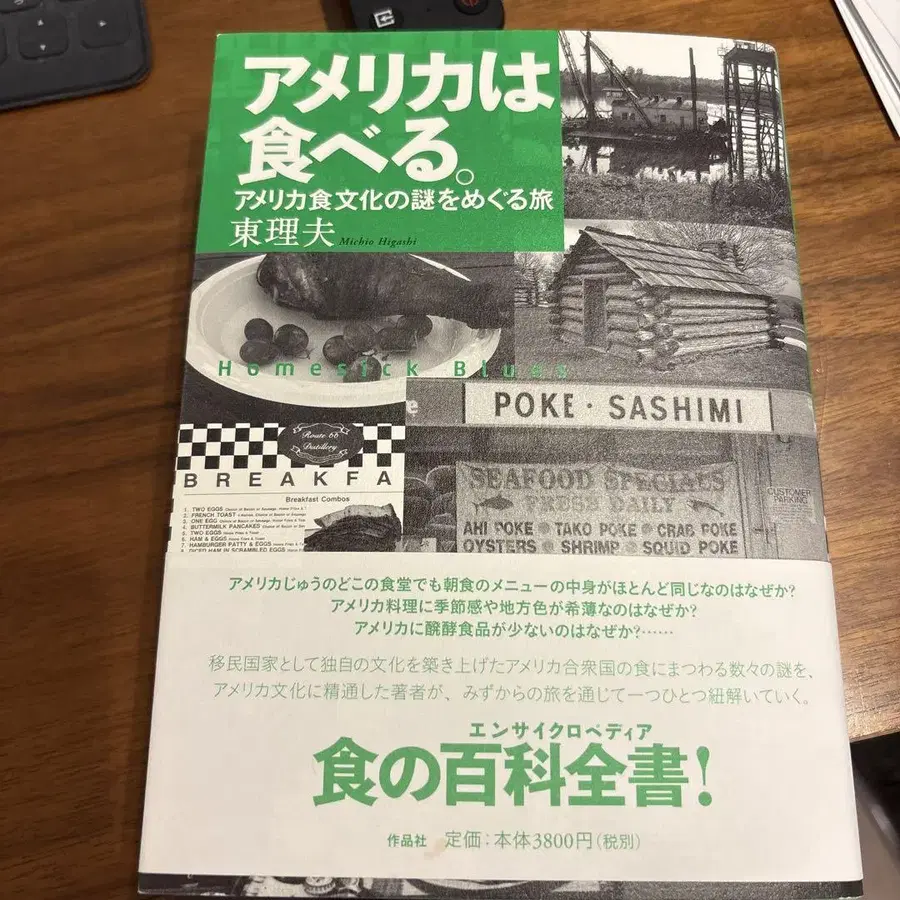 アメリカは
食べる。
アメリカ食文化の謎をめぐる旅
東理夫 Michio Higashi
Homesick Blues
POKE・SASHIMI
Route 66
Distillery
BREAKFA
Breakfast Combos
1. TWO EGGS
2. FRENCH TOAST
3. ONE EGG
4. BUTTERMILK PANCAKES
5. TWO EGGS
6. HAM & EGGS
7. HAMBURGER PATTY & EGGS
8. DICED HAM IN SCRAMBLED EGGS
SEAFOOD SPECIALS
FRESH DAILY
AHI POKE TAKO POKE CRAB POKE
OYSTERS SHRIMP SQUID POKE
CUSTOMER
PARKING
アメリカじゅうのどこの食堂でも朝食のメニューの中身がほとんど同じなのはなぜか?
アメリカ料理に季節感や地方色が希薄なのはなぜか?
アメリカに醗酵食品が少ないのはなぜか?……
移民国家として独自の文化を築き上げたアメリカ合衆国の食にまつわる数々の謎を、
アメリカ文化に精通した著者が、みずからの旅を通じて一つひとつ紐解いていく。
エンサイクロペディア
食の百科全書!
作品社 定価:本体3800円(税別)